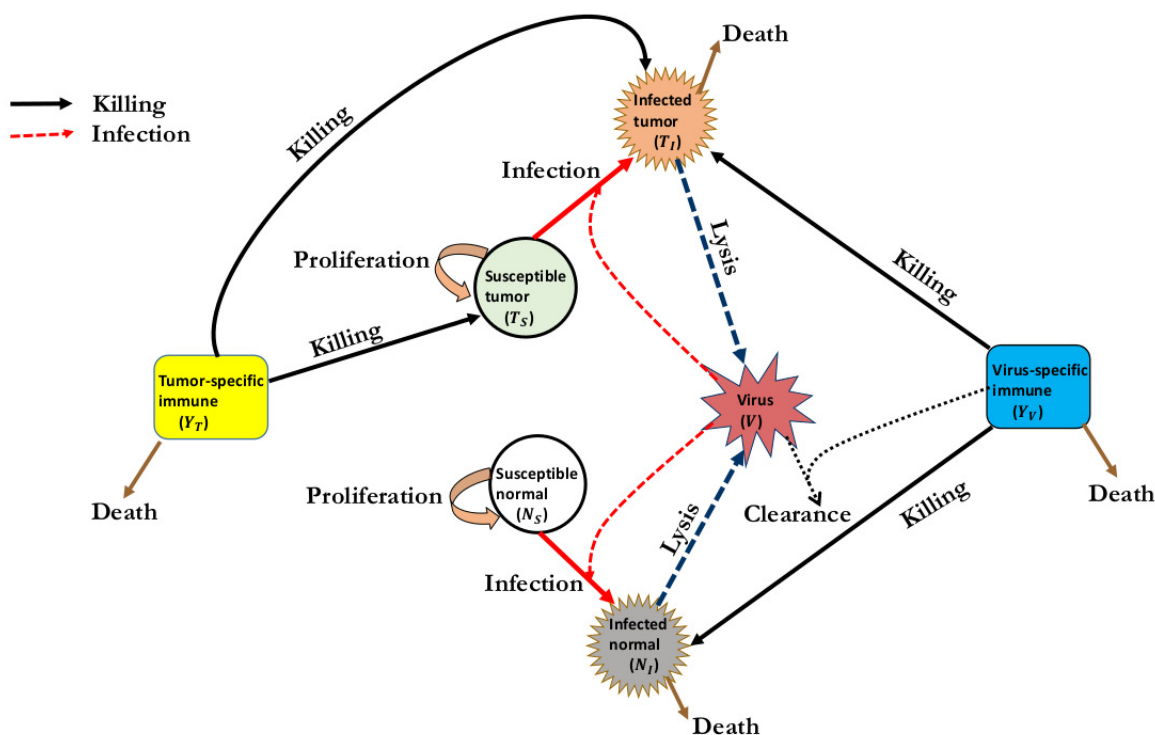 Death
Killing
Infection
Killing
Infected
tumor
(T_I)
Infection
Lysis
Killing
Proliferation
Susceptible
tumor
(T_S)
Killing
Tumor-specific
immune
(Y_T)
Virus
(V)
Virus-specific
immune
(Y_V)
Death
Proliferation
Susceptible
normal
(N_S)
Clearance
Killing
Death
Lysis
Infection
Infected
normal
(N_I)
Death